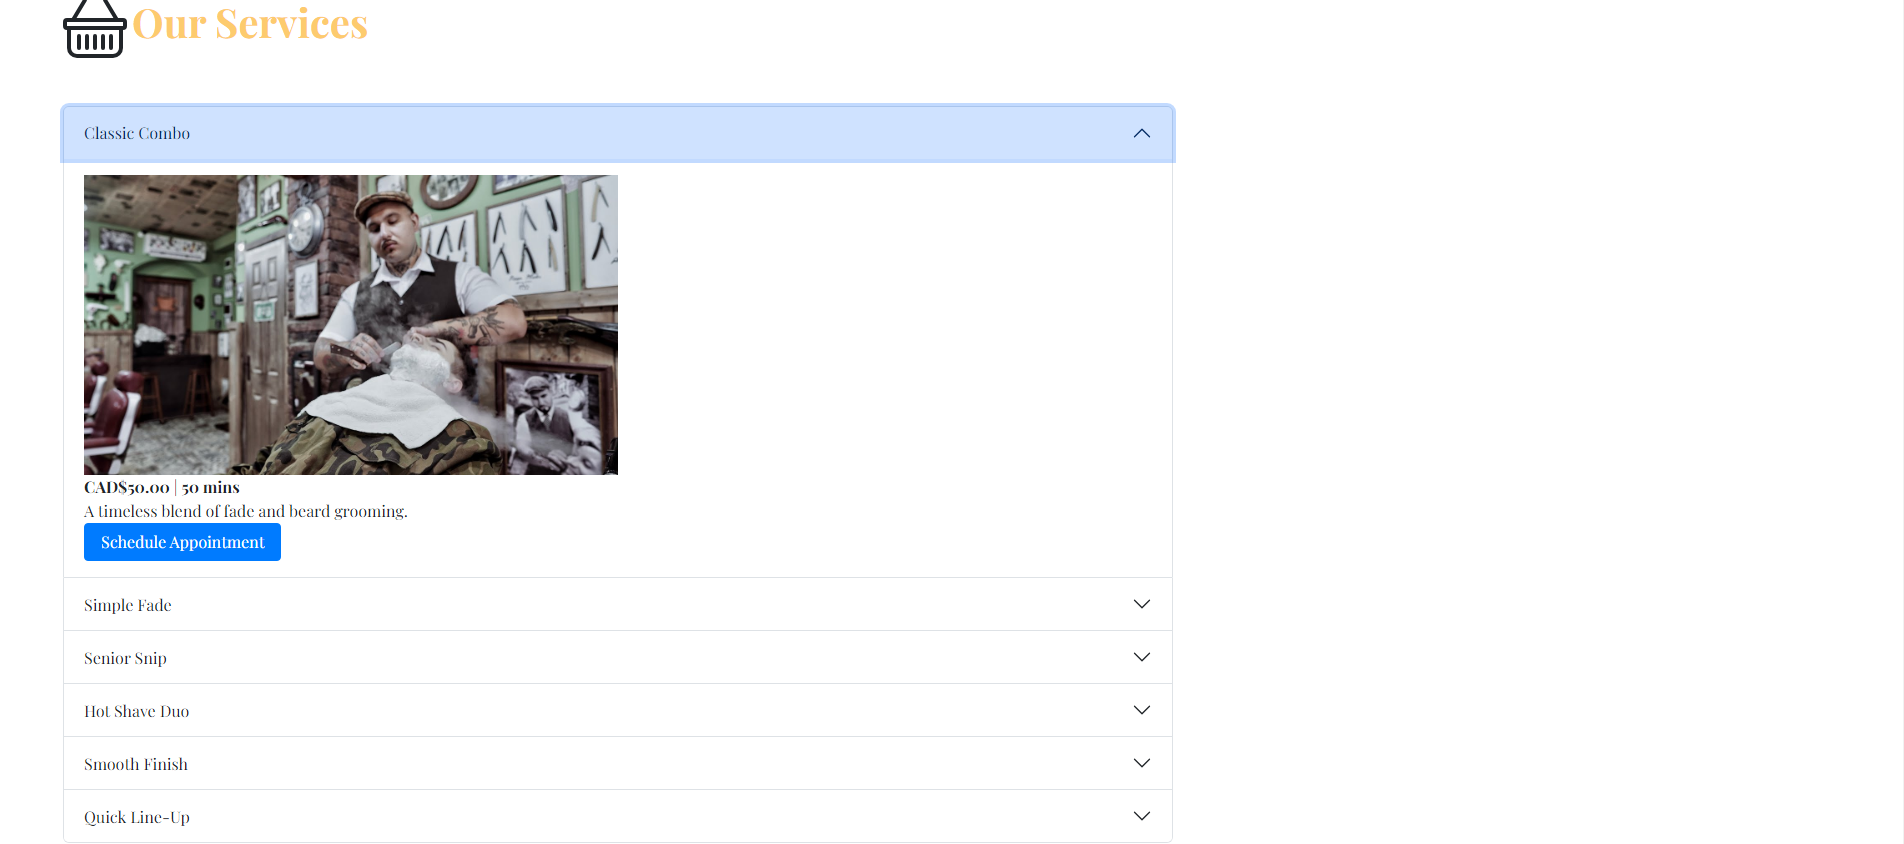 Our Services
Classic Combo
CAD$50.00 | 50 mins
A timeless blend of fade and beard grooming.
Schedule Appointment
Simple Fade
Senior Snip
Hot Shave Duo
Smooth Finish
Quick Line-Up